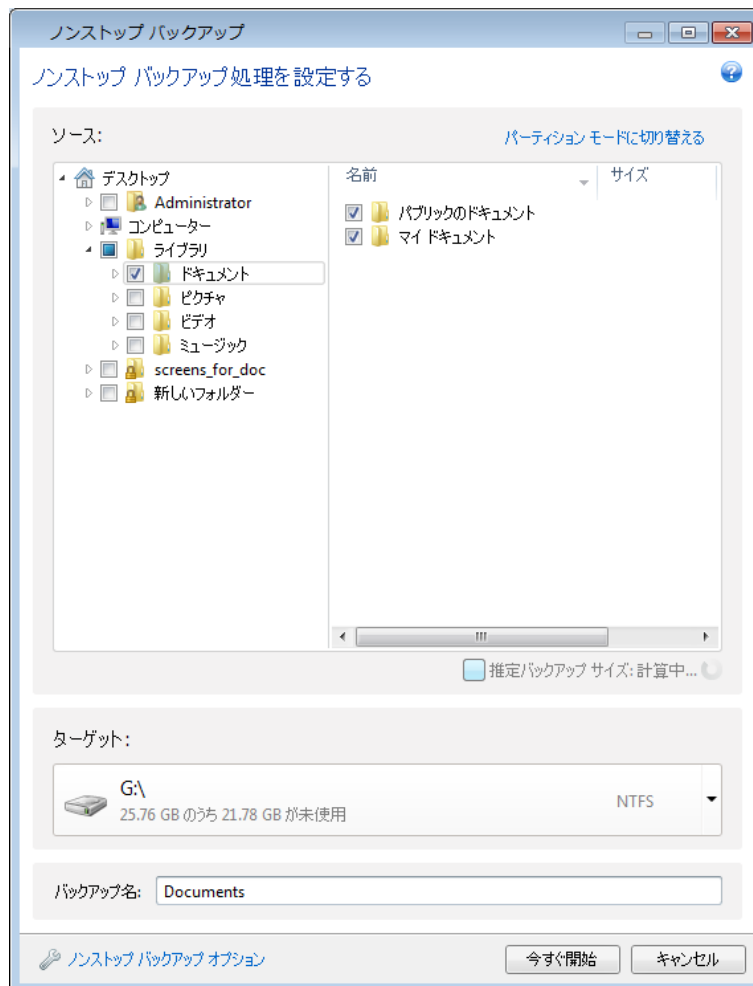 ノンストップ バックアップ
ノンストップ バックアップ処理を設定する
ソース:
パーティション モードに切り替える
デスクトップ
Administrator
コンピューター
ライブラリ
ドキュメント
ピクチャ
ビデオ
ミュージック
screens_for_doc
新しいフォルダー
名前 サイズ
パブリックのドキュメント
マイ ドキュメント
推定バックアップ サイズ: 計算中...
ターゲット:
G:\
25.76 GB のうち 21.78 GB が未使用
NTFS
バックアップ名: Documents
ノンストップ バックアップ オプション
今すぐ開始 キャンセル